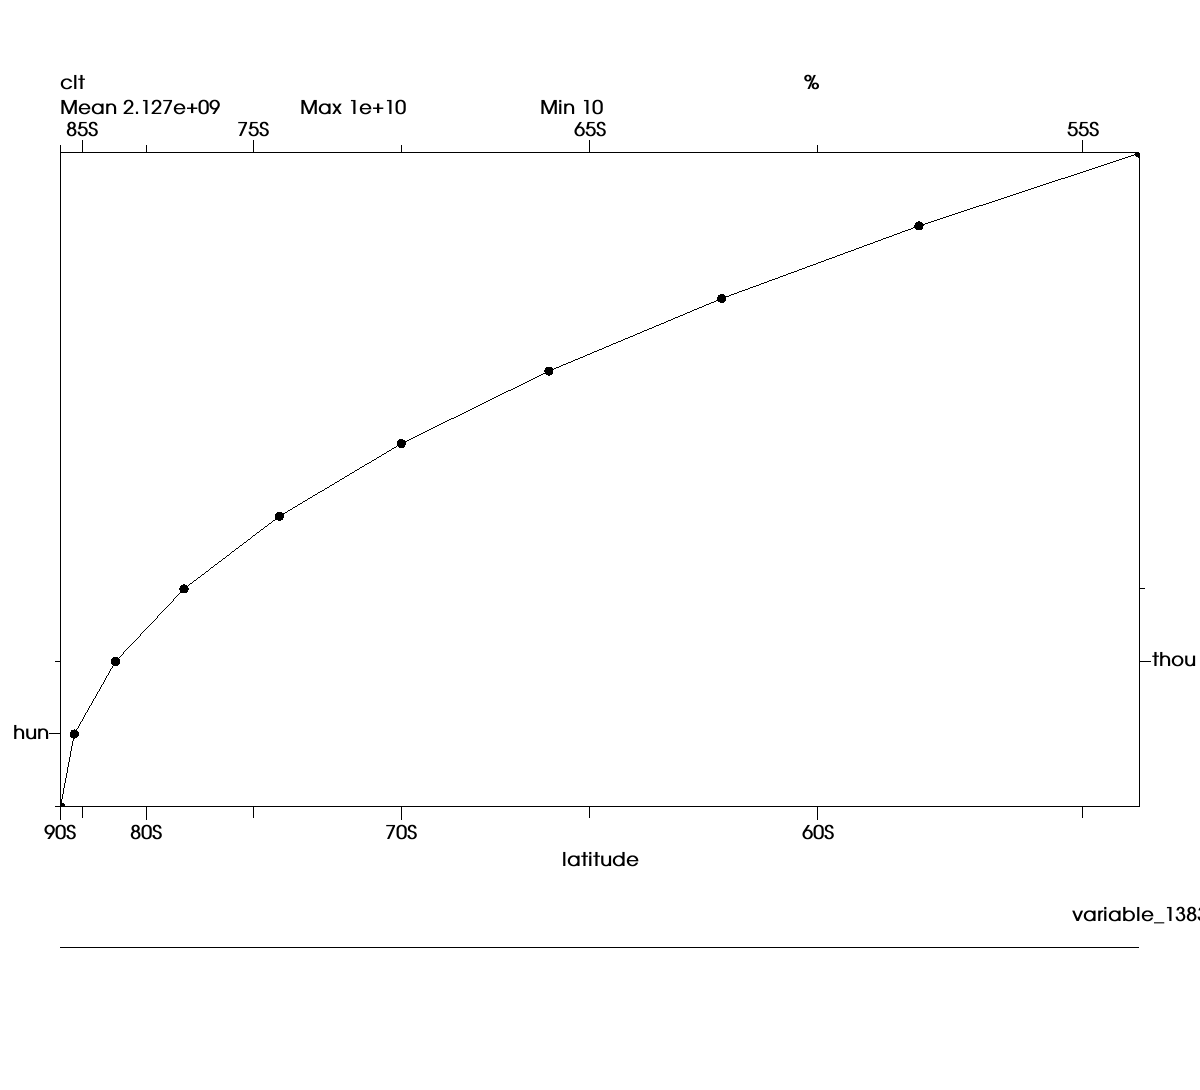 clt %
Mean 2.127e+09 Max 1e+10 Min 10
85S 75S 65S 55S
thou
hun
90S 80S 70S 60S
latitude
variable_1383